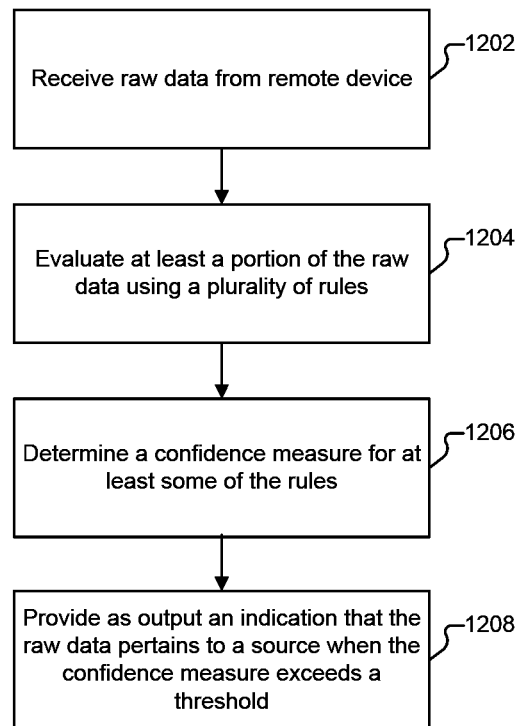 Receive raw data from remote device
1202
Evaluate at least a portion of the raw
data using a plurality of rules
1204
Determine a confidence measure for at
least some of the rules
1206
Provide as output an indication that the
raw data pertains to a source when the
confidence measure exceeds a
threshold
1208